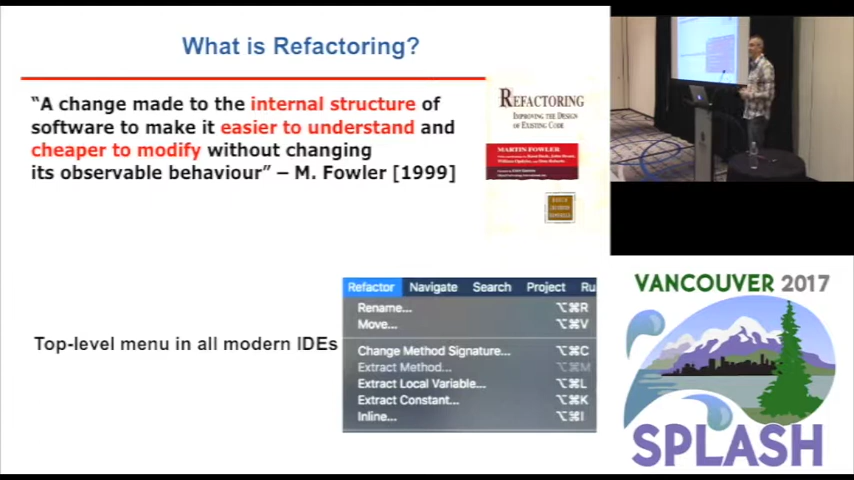 What is Refactoring?
“A change made to the internal structure of
software to make it easier to understand and
cheaper to modify without changing
its observable behaviour” – M. Fowler [1999]
REFACTORING
IMPROVING THE DESIGN
OF EXISTING CODE
MARTIN FOWLER
Top-level menu in all modern IDEs
Refactor Navigate Search Project Ru
Rename... ⌥⌘R
Move... ⌥⌘V
Change Method Signature... ⌥⌘C
Extract Method... ⌥⌘M
Extract Local Variable... ⌥⌘L
Extract Constant... ⌥⌘K
Inline... ⌥⌘I
VANCOUVER 2017
SPLASH